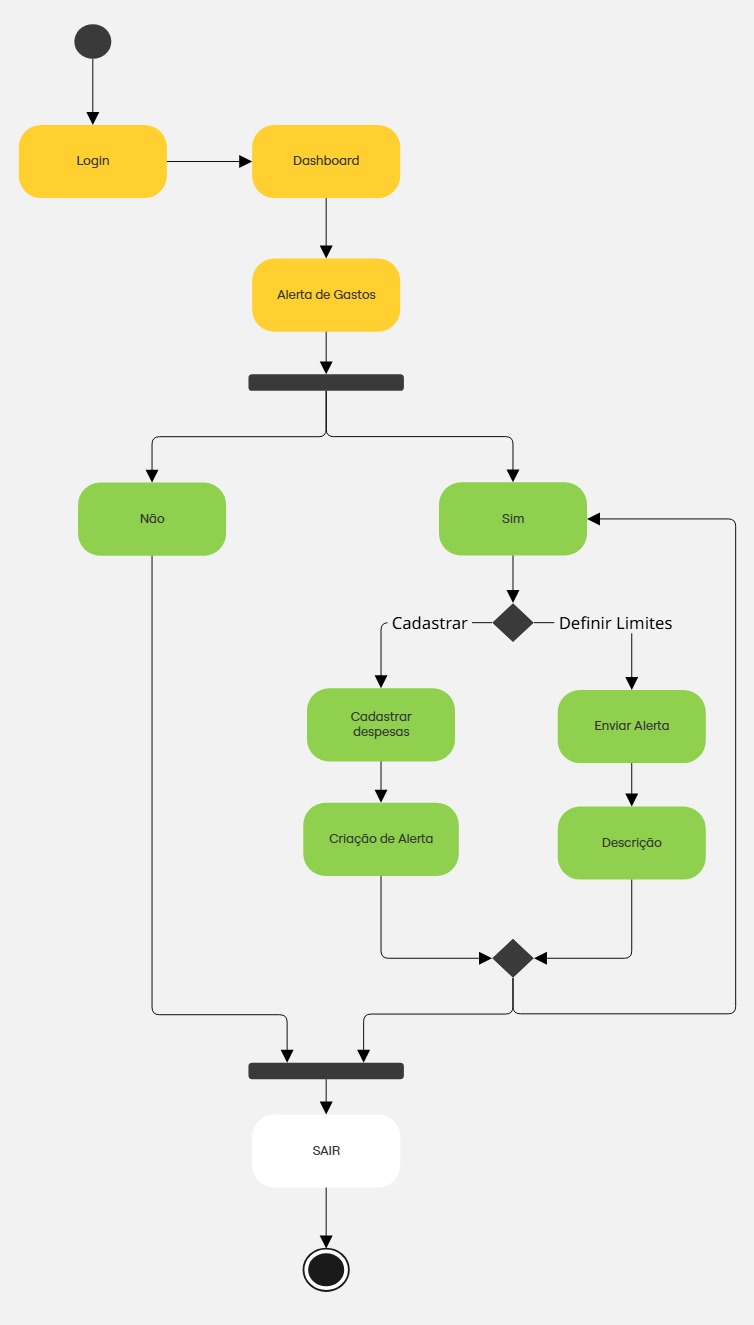 Login
Dashboard
Alerta de Gastos
Não
Sim
Cadastrar
Definir Limites
Cadastrar
despesas
Enviar Alerta
Criação de Alerta
Descrição
SAIR